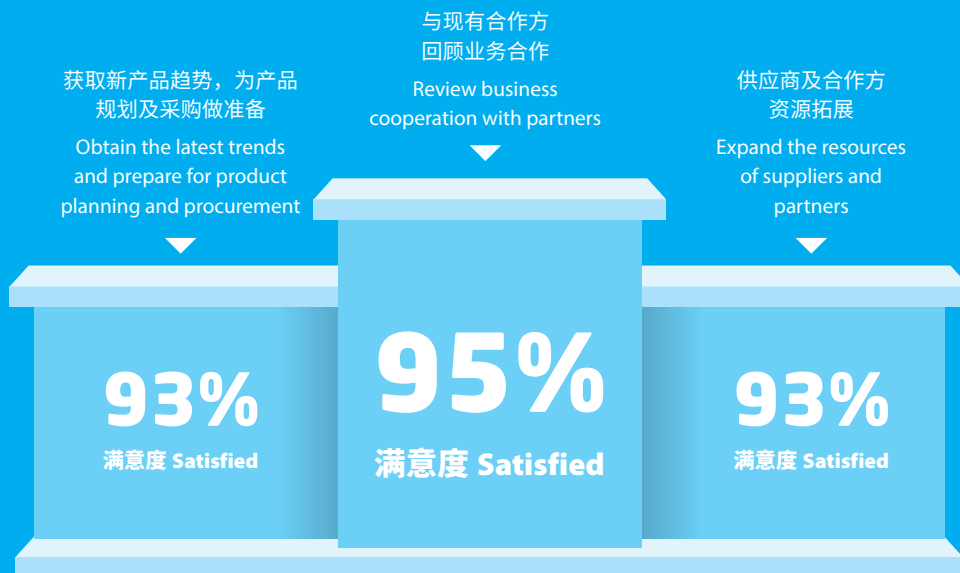 获取新产品趋势，为产品
规划及采购做准备
Obtain the latest trends
and prepare for product
planning and procurement
93%
满意度 Satisfied
与现有合作方
回顾业务合作
Review business
cooperation with partners
95%
满意度 Satisfied
供应商及合作方
资源拓展
Expand the resources
of suppliers and
partners
93%
满意度 Satisfied